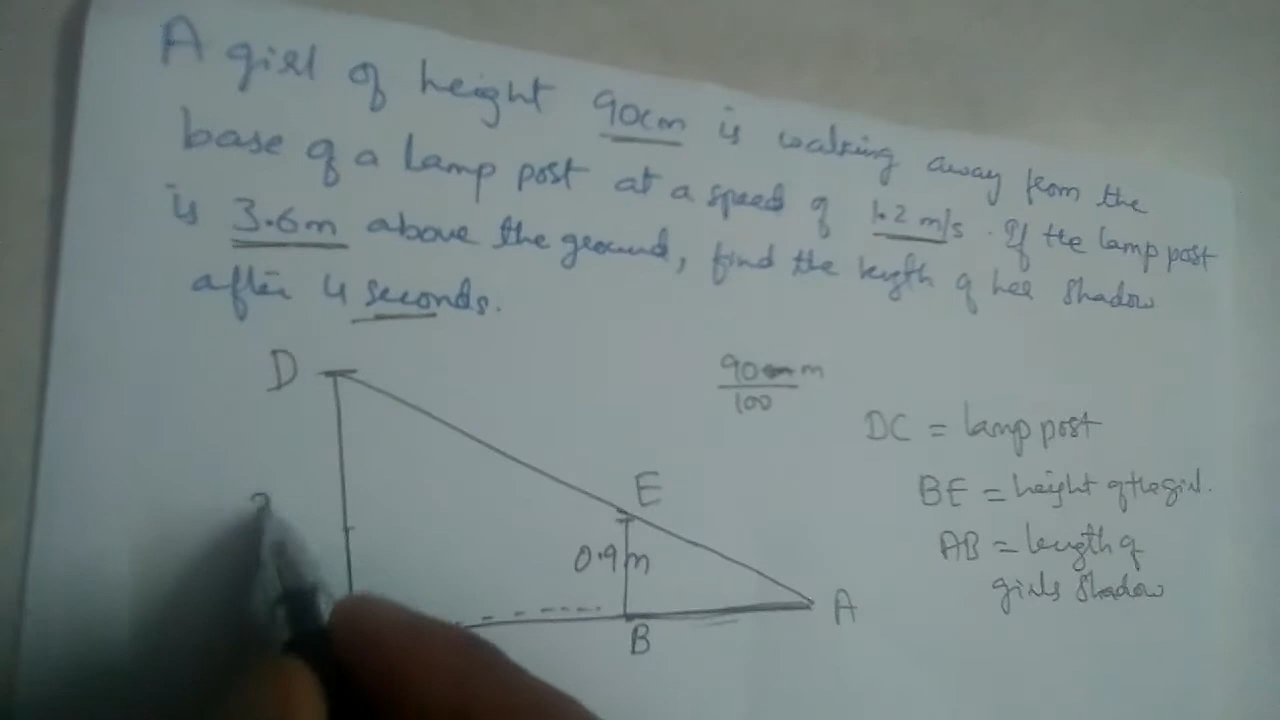 A girl of height 90cm is walking away from the
base of a lamp post at a speed of 1.2 m/s. If the lamp post
is 3.6m above the ground, find the length of her shadow
after 4 seconds.
D
90cm m
100
DC = lamp post
E
BE = height of the girl.
0.9m
AB = length of
girls shadow
A
B
3